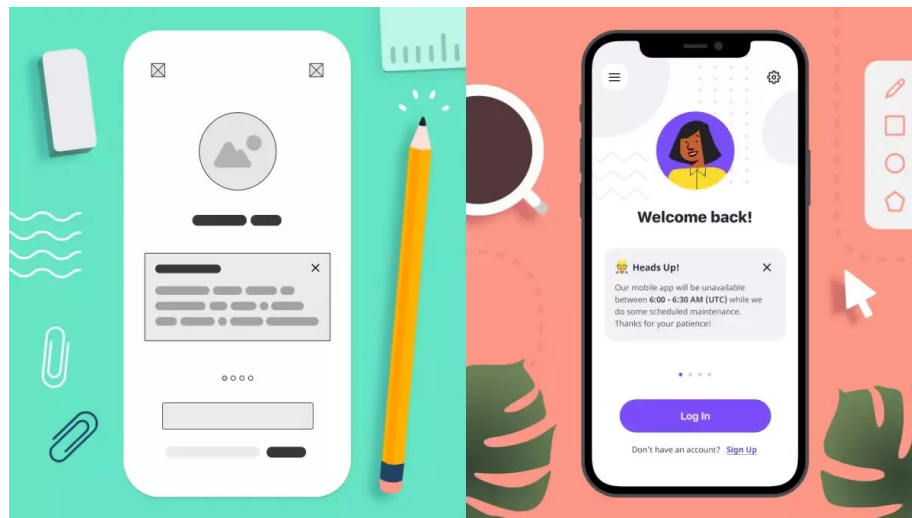 Welcome back!
Heads Up!
Our mobile app will be unavailable
between 6:00 - 6:30 AM (UTC) while we
do some scheduled maintenance.
Thanks for your patience!
Log In
Don't have an account? Sign Up